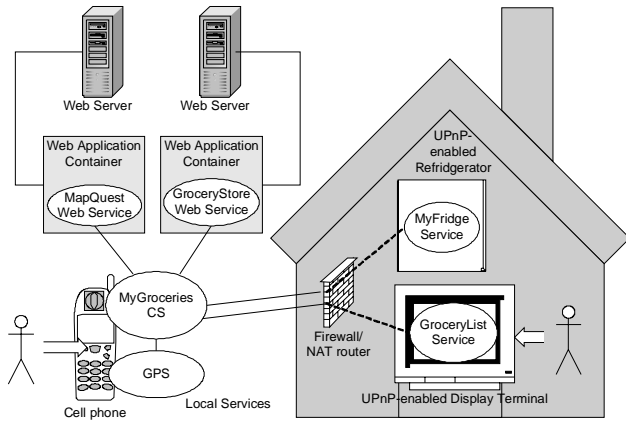 Web Server
Web Server
Web Application
Container
Web Application
Container
MapQuest
Web Service
GroceryStore
Web Service
UPnP-
enabled
Refridgerator
MyFridge
Service
MyGroceries
CS
Firewall/
NAT router
GroceryList
Service
GPS
Cell phone
Local Services
UPnP-enabled Display Terminal